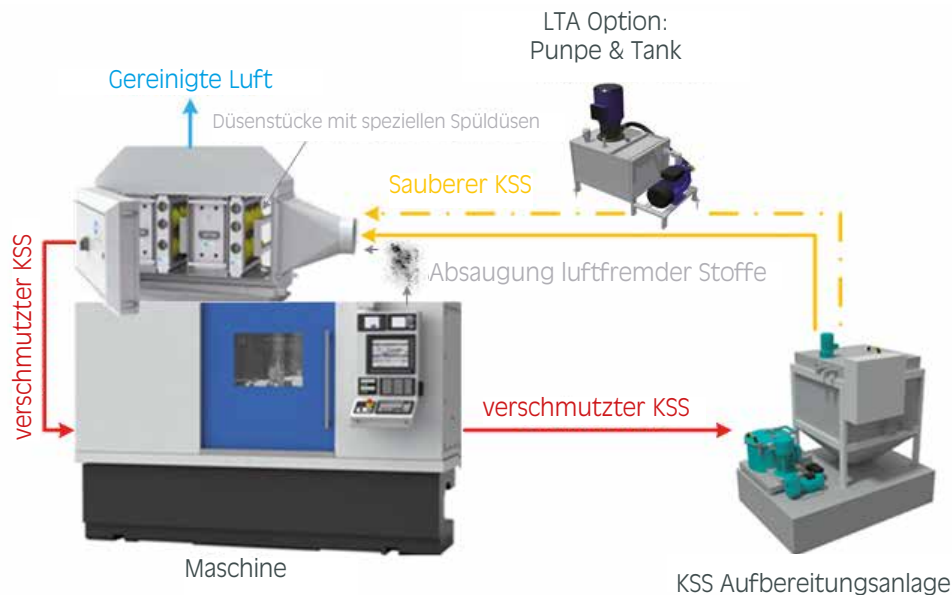 LTA Option:
Punpe & Tank
Gereinigte Luft
Düsenstücke mit speziellen Spüldüsen
Sauberer KSS
Absaugung luftfremder Stoffe
verschmutzter KSS
verschmutzter KSS
Maschine
KSS Aufbereitungsanlage